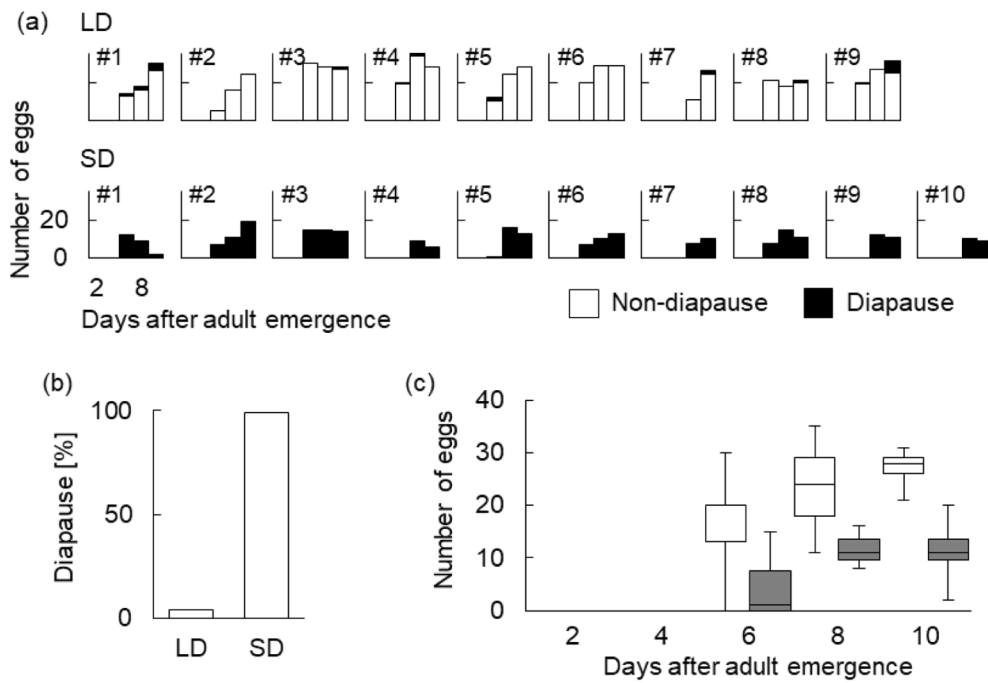 (a)
LD
#1 #2 #3 #4 #5 #6 #7 #8 #9
SD
#1 #2 #3 #4 #5 #6 #7 #8 #9 #10
Number of eggs
20
0
2 8
Days after adult emergence
Non-diapause Diapause
(b)
Diapause [%]
100
50
0
LD SD
(c)
Number of eggs
40
30
20
10
0
2 4 6 8 10
Days after adult emergence